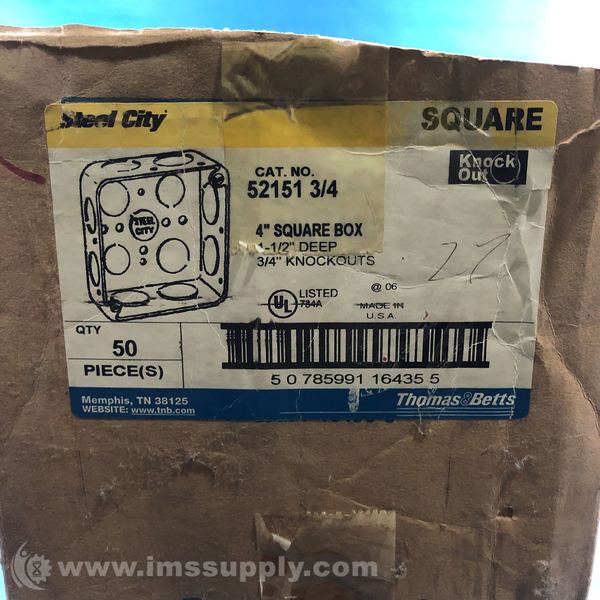 Steel City
SQUARE
Knock
Out
CAT. NO.
52151 3/4
4" SQUARE BOX
1-1/2" DEEP
3/4" KNOCKOUTS
STEEL
CITY
27
UL
LISTED
734A
@ 06
MADE IN
U.S.A.
QTY
50
PIECE(S)
5 0 785991 16435 5
Memphis, TN 38125
WEBSITE: www.tnb.com
Thomas&Betts
www.imssupply.com